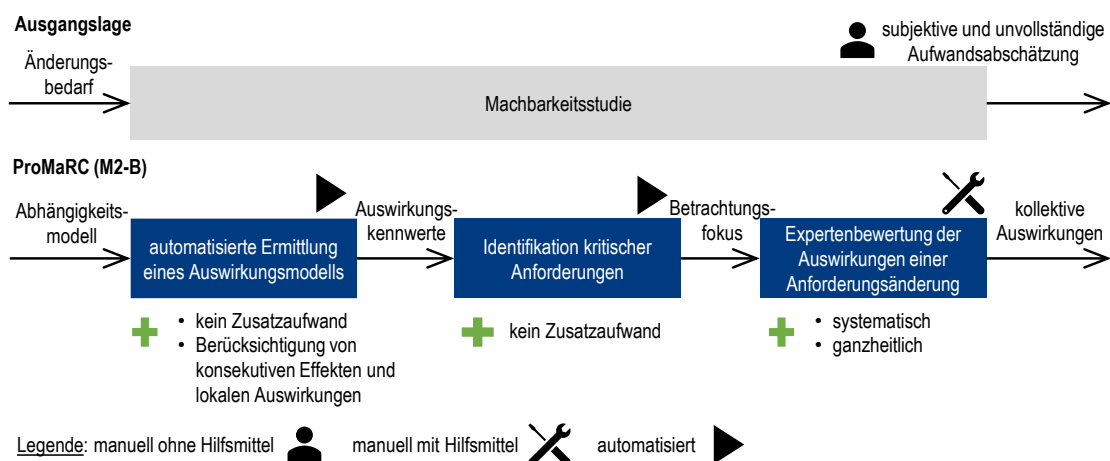 Ausgangslage
subjektive und unvollständige
Aufwandsabschätzung
Änderungs-
bedarf
Machbarkeitsstudie
ProMaRC (M2-B)
Abhängigkeits-
modell
automatisierte Ermittlung
eines Auswirkungsmodells
Auswirkungs-
kennwerte
Identifikation kritischer
Anforderungen
Betrachtungs-
fokus
Expertenbewertung der
Auswirkungen einer
Anforderungsänderung
kollektive
Auswirkungen
• kein Zusatzaufwand
• Berücksichtigung von
konsekutiven Effekten und
lokalen Auswirkungen
kein Zusatzaufwand
• systematisch
• ganzheitlich
Legende: manuell ohne Hilfsmittel manuell mit Hilfsmittel automatisiert